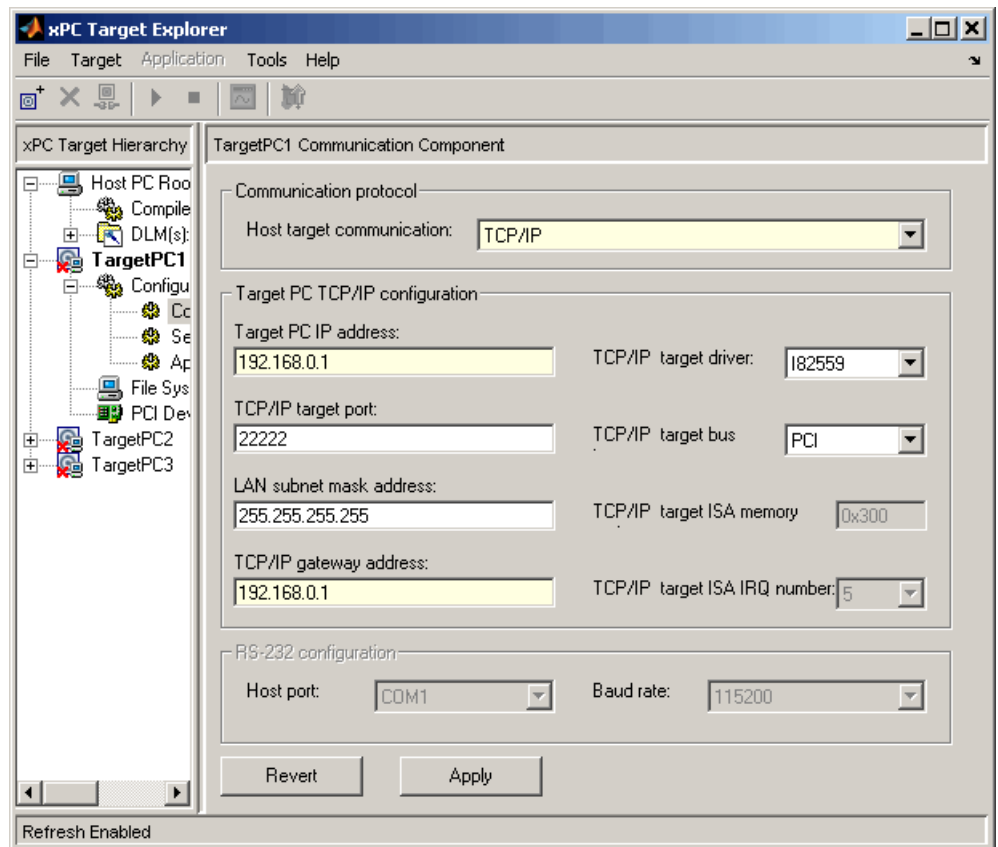 xPC Target Explorer
File Target Application Tools Help
xPC Target Hierarchy
Host PC Roo
Compile
DLM(s):
TargetPC1
Configu
Co
Se
Ap
File Sys
PCI Dev
TargetPC2
TargetPC3
TargetPC1 Communication Component
Communication protocol
Host target communication: TCP/IP
Target PC TCP/IP configuration
Target PC IP address:
192.168.0.1
TCP/IP target driver: I82559
TCP/IP target port:
22222
TCP/IP target bus PCI
LAN subnet mask address:
255.255.255.255
TCP/IP target ISA memory 0x300
TCP/IP gateway address:
192.168.0.1
TCP/IP target ISA IRQ number: 5
RS-232 configuration
Host port: COM1 Baud rate: 115200
Revert Apply
Refresh Enabled